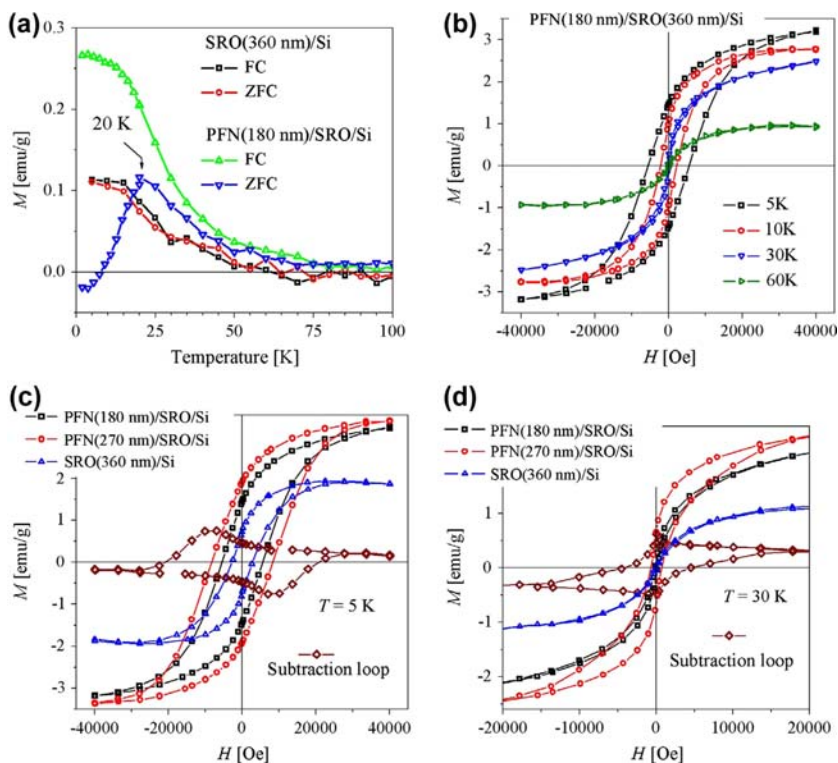 (a)
SRO(360 nm)/Si
FC
ZFC
PFN(180 nm)/SRO/Si
FC
ZFC
20 K
0.3
0.2
0.1
0.0
M [emu/g]
0 25 50 75 100
Temperature [K]
(b)
PFN(180 nm)/SRO(360 nm)/Si
3
2
1
0
-1
-2
-3
M [emu/g]
5K
10K
30K
60K
-40000 -20000 0 20000 40000
H [Oe]
(c)
PFN(180 nm)/SRO/Si
PFN(270 nm)/SRO/Si
SRO(360 nm)/Si
2
1
0
-1
-2
-3
M [emu/g]
T = 5 K
Subtraction loop
-40000 -20000 0 20000 40000
H [Oe]
(d)
PFN(180 nm)/SRO/Si
PFN(270 nm)/SRO/Si
SRO(360 nm)/Si
2
1
0
-1
-2
M [emu/g]
T = 30 K
Subtraction loop
-20000 -10000 0 10000 20000
H [Oe]